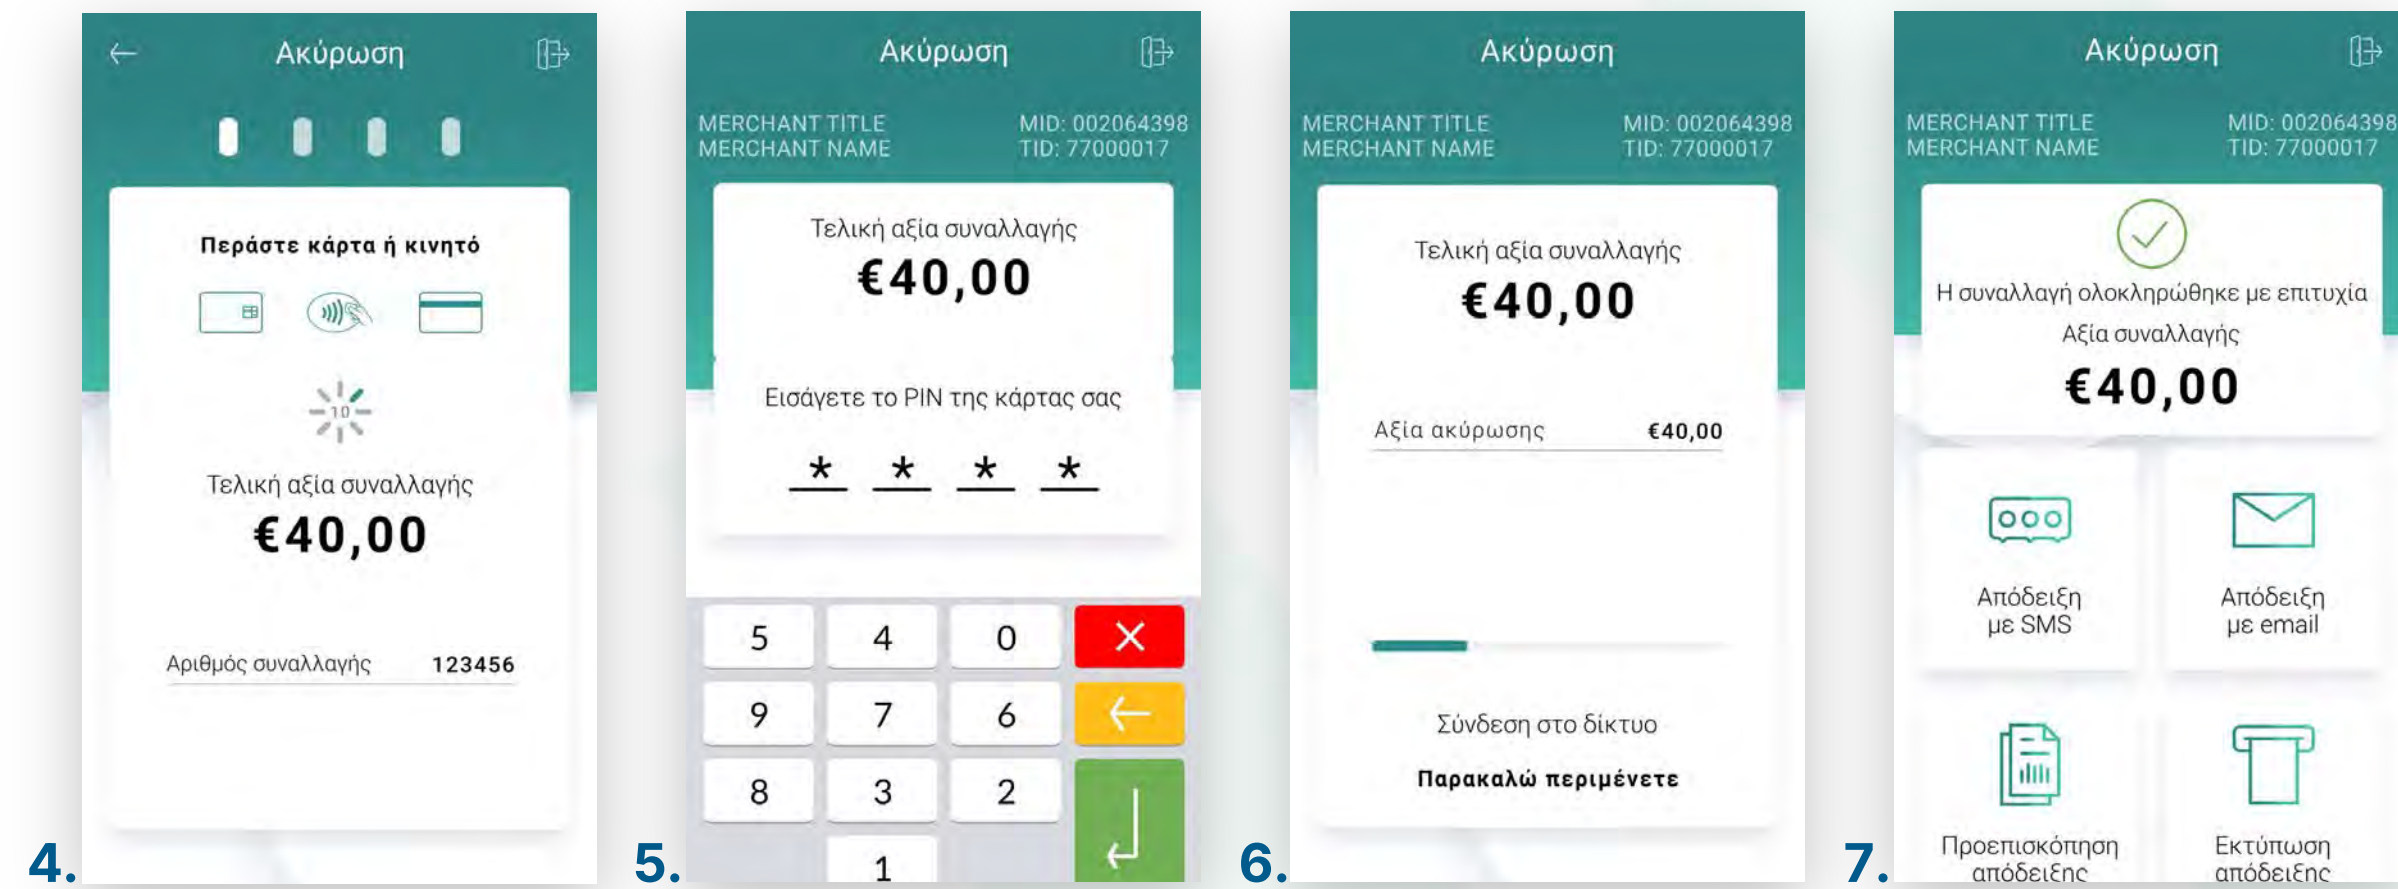 Ακύρωση
Περάστε κάρτα ή κινητό
10
Τελική αξία συναλλαγής
€40,00
Αριθμός συναλλαγής 123456
4.
Ακύρωση
MERCHANT TITLE MID: 002064398
MERCHANT NAME TID: 77000017
Τελική αξία συναλλαγής
€40,00
Εισάγετε το PIN της κάρτας σας
* * * *
5 4 0
9 7 6
8 3 2
1
5.
Ακύρωση
MERCHANT TITLE MID: 002064398
MERCHANT NAME TID: 77000017
Τελική αξία συναλλαγής
€40,00
Αξία ακύρωσης €40,00
Σύνδεση στο δίκτυο
Παρακαλώ περιμένετε
6.
Ακύρωση
MERCHANT TITLE MID: 002064398
MERCHANT NAME TID: 77000017
Η συναλλαγή ολοκληρώθηκε με επιτυχία
Αξία συναλλαγής
€40,00
Απόδειξη
με SMS
Απόδειξη
με email
Προεπισκόπηση
απόδειξης
Εκτύπωση
απόδειξης
7.